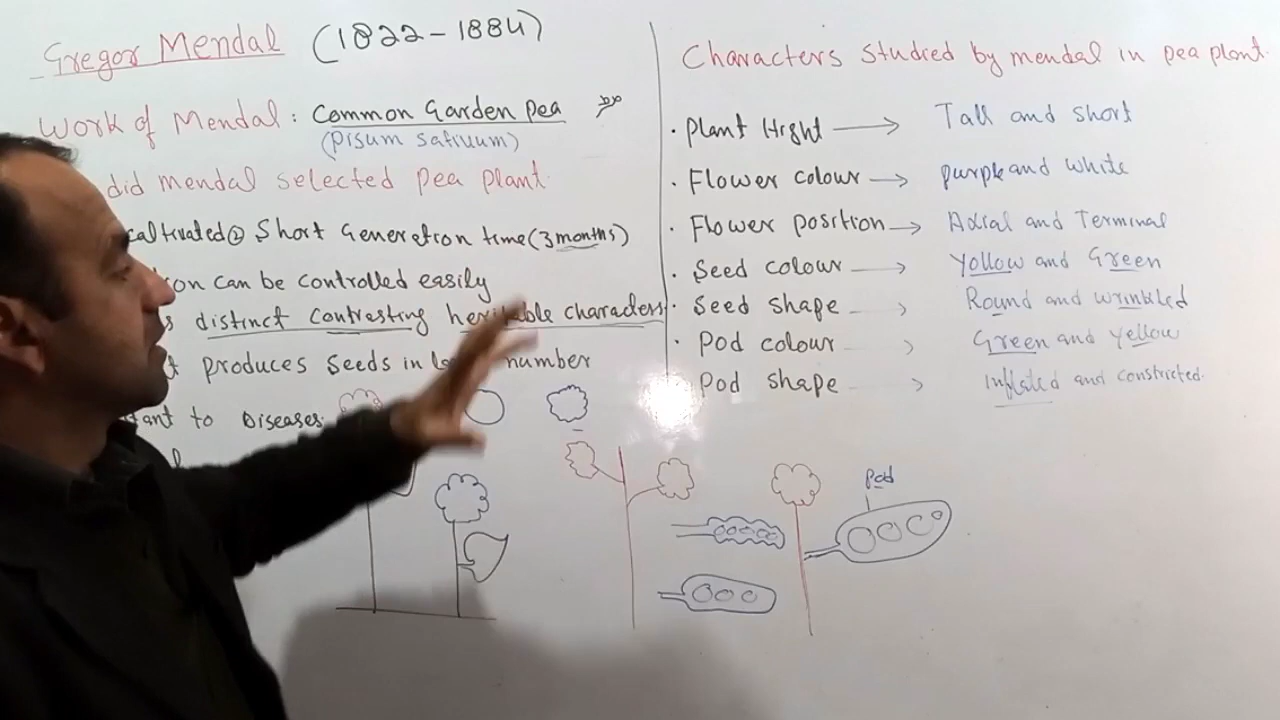 Gregor Mendal (1822-1884)
Work of Mendal: Common Garden Pea
(Pisum Sativum)
did mendal selected pea plant
② Short Generetion time (3 months)
can be controlled easily
distinct contresting heritable characters
produces seeds in number
to Diseases
Characters studied by mendal in pea plant.
. Plant Hight → Tall and short
. Flower colour → purple and white
. Flower position → Axial and Terminal
. Seed colour → Yollow and Green
. Seed shape > Round and wrinkled
. Pod colour > Green and yellow
. Pod shape > Inflated and constricted.
Pod